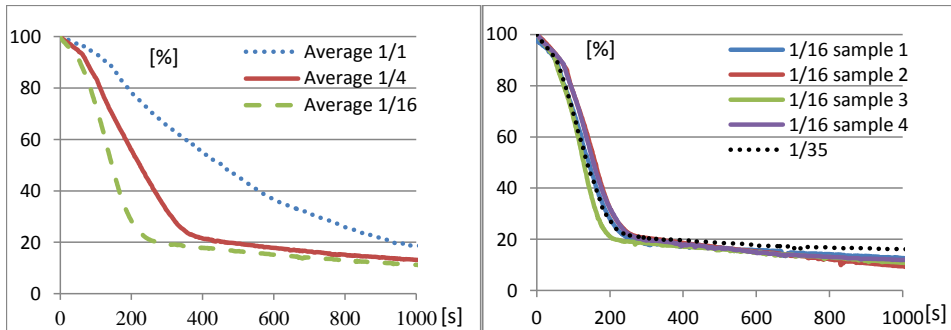 100
80
60
40
20
0
[%]
Average 1/1
Average 1/4
Average 1/16
0 200 400 600 800 1000 [s]
100
80
60
40
20
0
[%]
1/16 sample 1
1/16 sample 2
1/16 sample 3
1/16 sample 4
1/35
0 200 400 600 800 1000 [s]